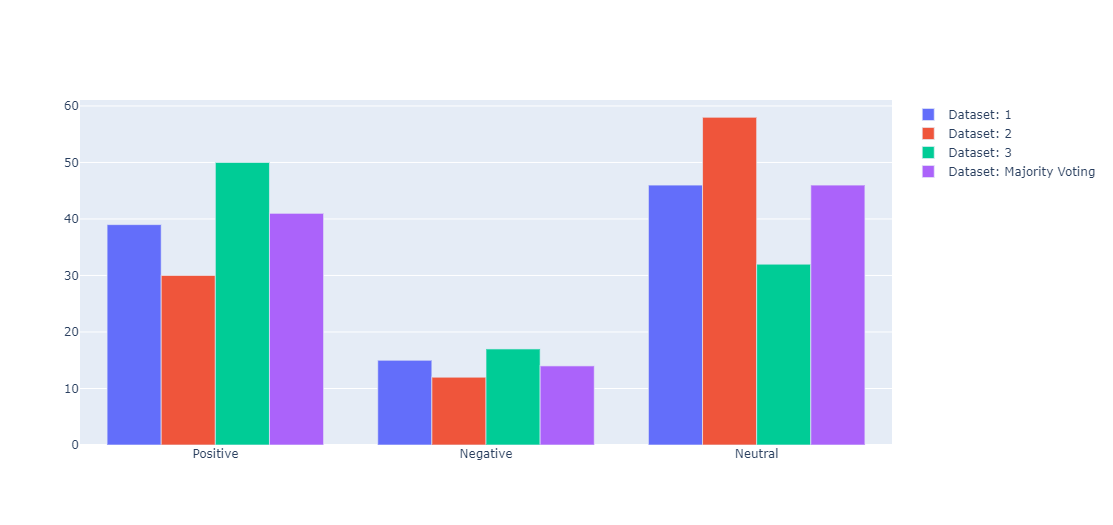 60
50
40
30
20
10
0
Positive
Negative
Neutral
Dataset: 1
Dataset: 2
Dataset: 3
Dataset: Majority Voting